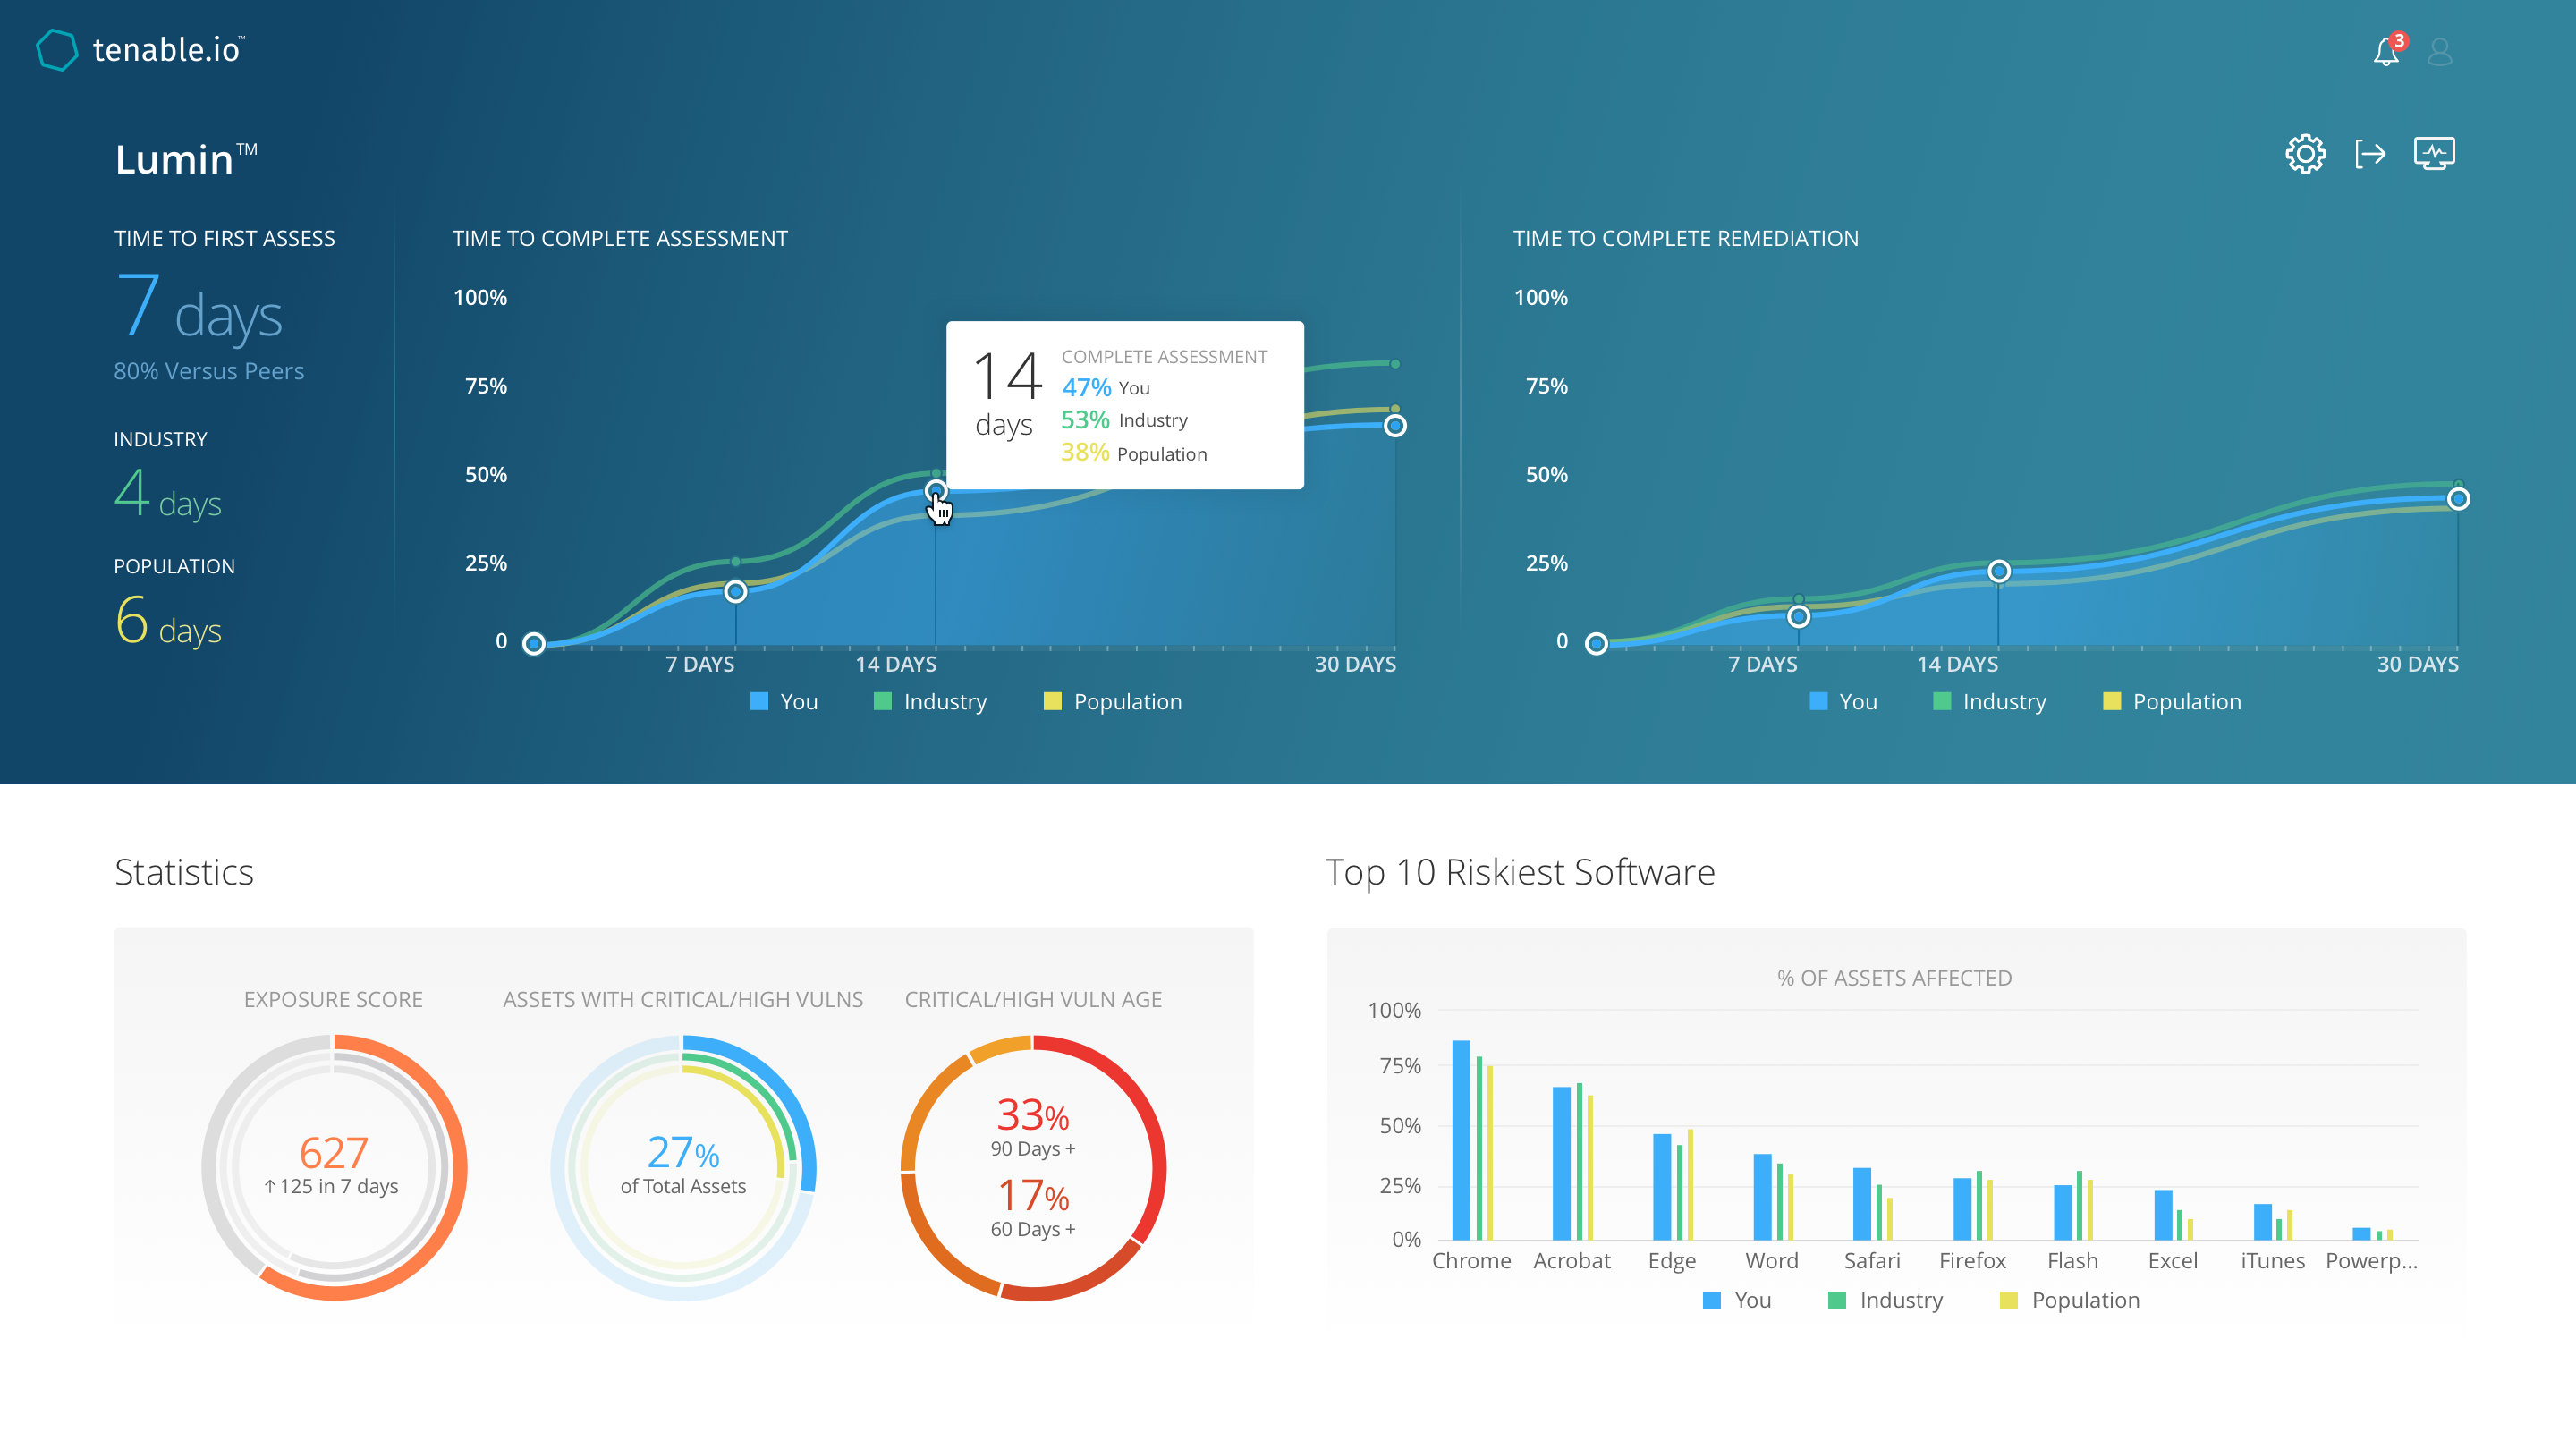 tenable.io™
3
Lumin™
TIME TO FIRST ASSESS
7 days
80% Versus Peers
INDUSTRY
4 days
POPULATION
6 days
TIME TO COMPLETE ASSESSMENT
100%
75%
50%
25%
0
7 DAYS
14 DAYS
30 DAYS
14 days
COMPLETE ASSESSMENT
47% You
53% Industry
38% Population
You
Industry
Population
TIME TO COMPLETE REMEDIATION
100%
75%
50%
25%
0
7 DAYS
14 DAYS
30 DAYS
You
Industry
Population
Statistics
EXPOSURE SCORE
627
↑125 in 7 days
ASSETS WITH CRITICAL/HIGH VULNS
27%
of Total Assets
CRITICAL/HIGH VULN AGE
33%
90 Days +
17%
60 Days +
Top 10 Riskiest Software
% OF ASSETS AFFECTED
100%
75%
50%
25%
0%
Chrome
Acrobat
Edge
Word
Safari
Firefox
Flash
Excel
iTunes
Powerp...
You
Industry
Population